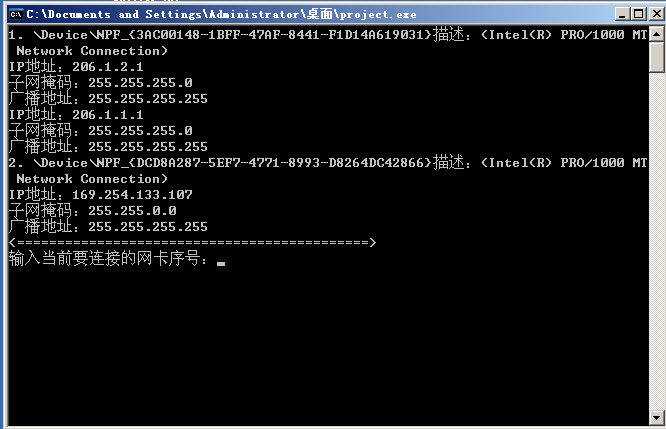 C:\Documents and Settings\Administrator\桌面\project.exe
1. \Device\NPF_{3AC00148-1BFF-47AF-8441-F1D14A619031}描述：(Intel(R) PRO/1000 MT
Network Connection)
IP地址：206.1.2.1
子网掩码：255.255.255.0
广播地址：255.255.255.255
IP地址：206.1.1.1
子网掩码：255.255.255.0
广播地址：255.255.255.255
2. \Device\NPF_{DCD8A287-5EF7-4771-8993-D8264DC42866}描述：(Intel(R) PRO/1000 MT
Network Connection)
IP地址：169.254.133.107
子网掩码：255.255.0.0
广播地址：255.255.255.255
<============================================>
输入当前要连接的网卡序号：